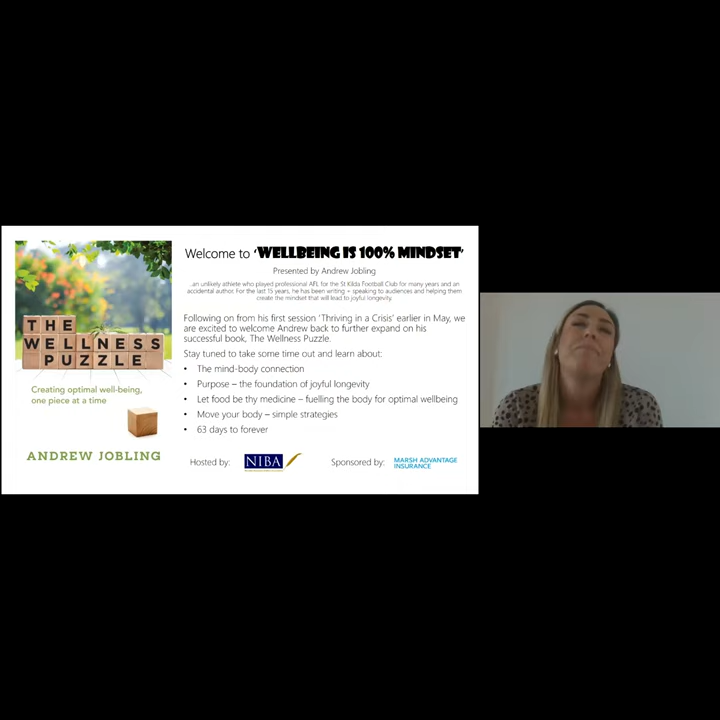 THE
WELLNESS
PUZZLE
Creating optimal well-being,
one piece at a time
ANDREW JOBLING
Welcome to 'WELLBEING IS 100% MINDSET'
Presented by Andrew Jobling
...an unlikely athlete who played professional AFL for the St Kilda Football Club for many years and an
accidental author. For the last 15 years, he has been writing + speaking to audiences and helping them
create the mindset that will lead to joyful longevity.
Following on from his first session 'Thriving in a Crisis' earlier in May, we
are excited to welcome Andrew back to further expand on his
successful book, The Wellness Puzzle.
Stay tuned to take some time out and learn about:
• The mind-body connection
• Purpose – the foundation of joyful longevity
• Let food be thy medicine – fuelling the body for optimal wellbeing
• Move your body – simple strategies
• 63 days to forever
Hosted by: NIBA
Sponsored by: MARSH ADVANTAGE
INSURANCE